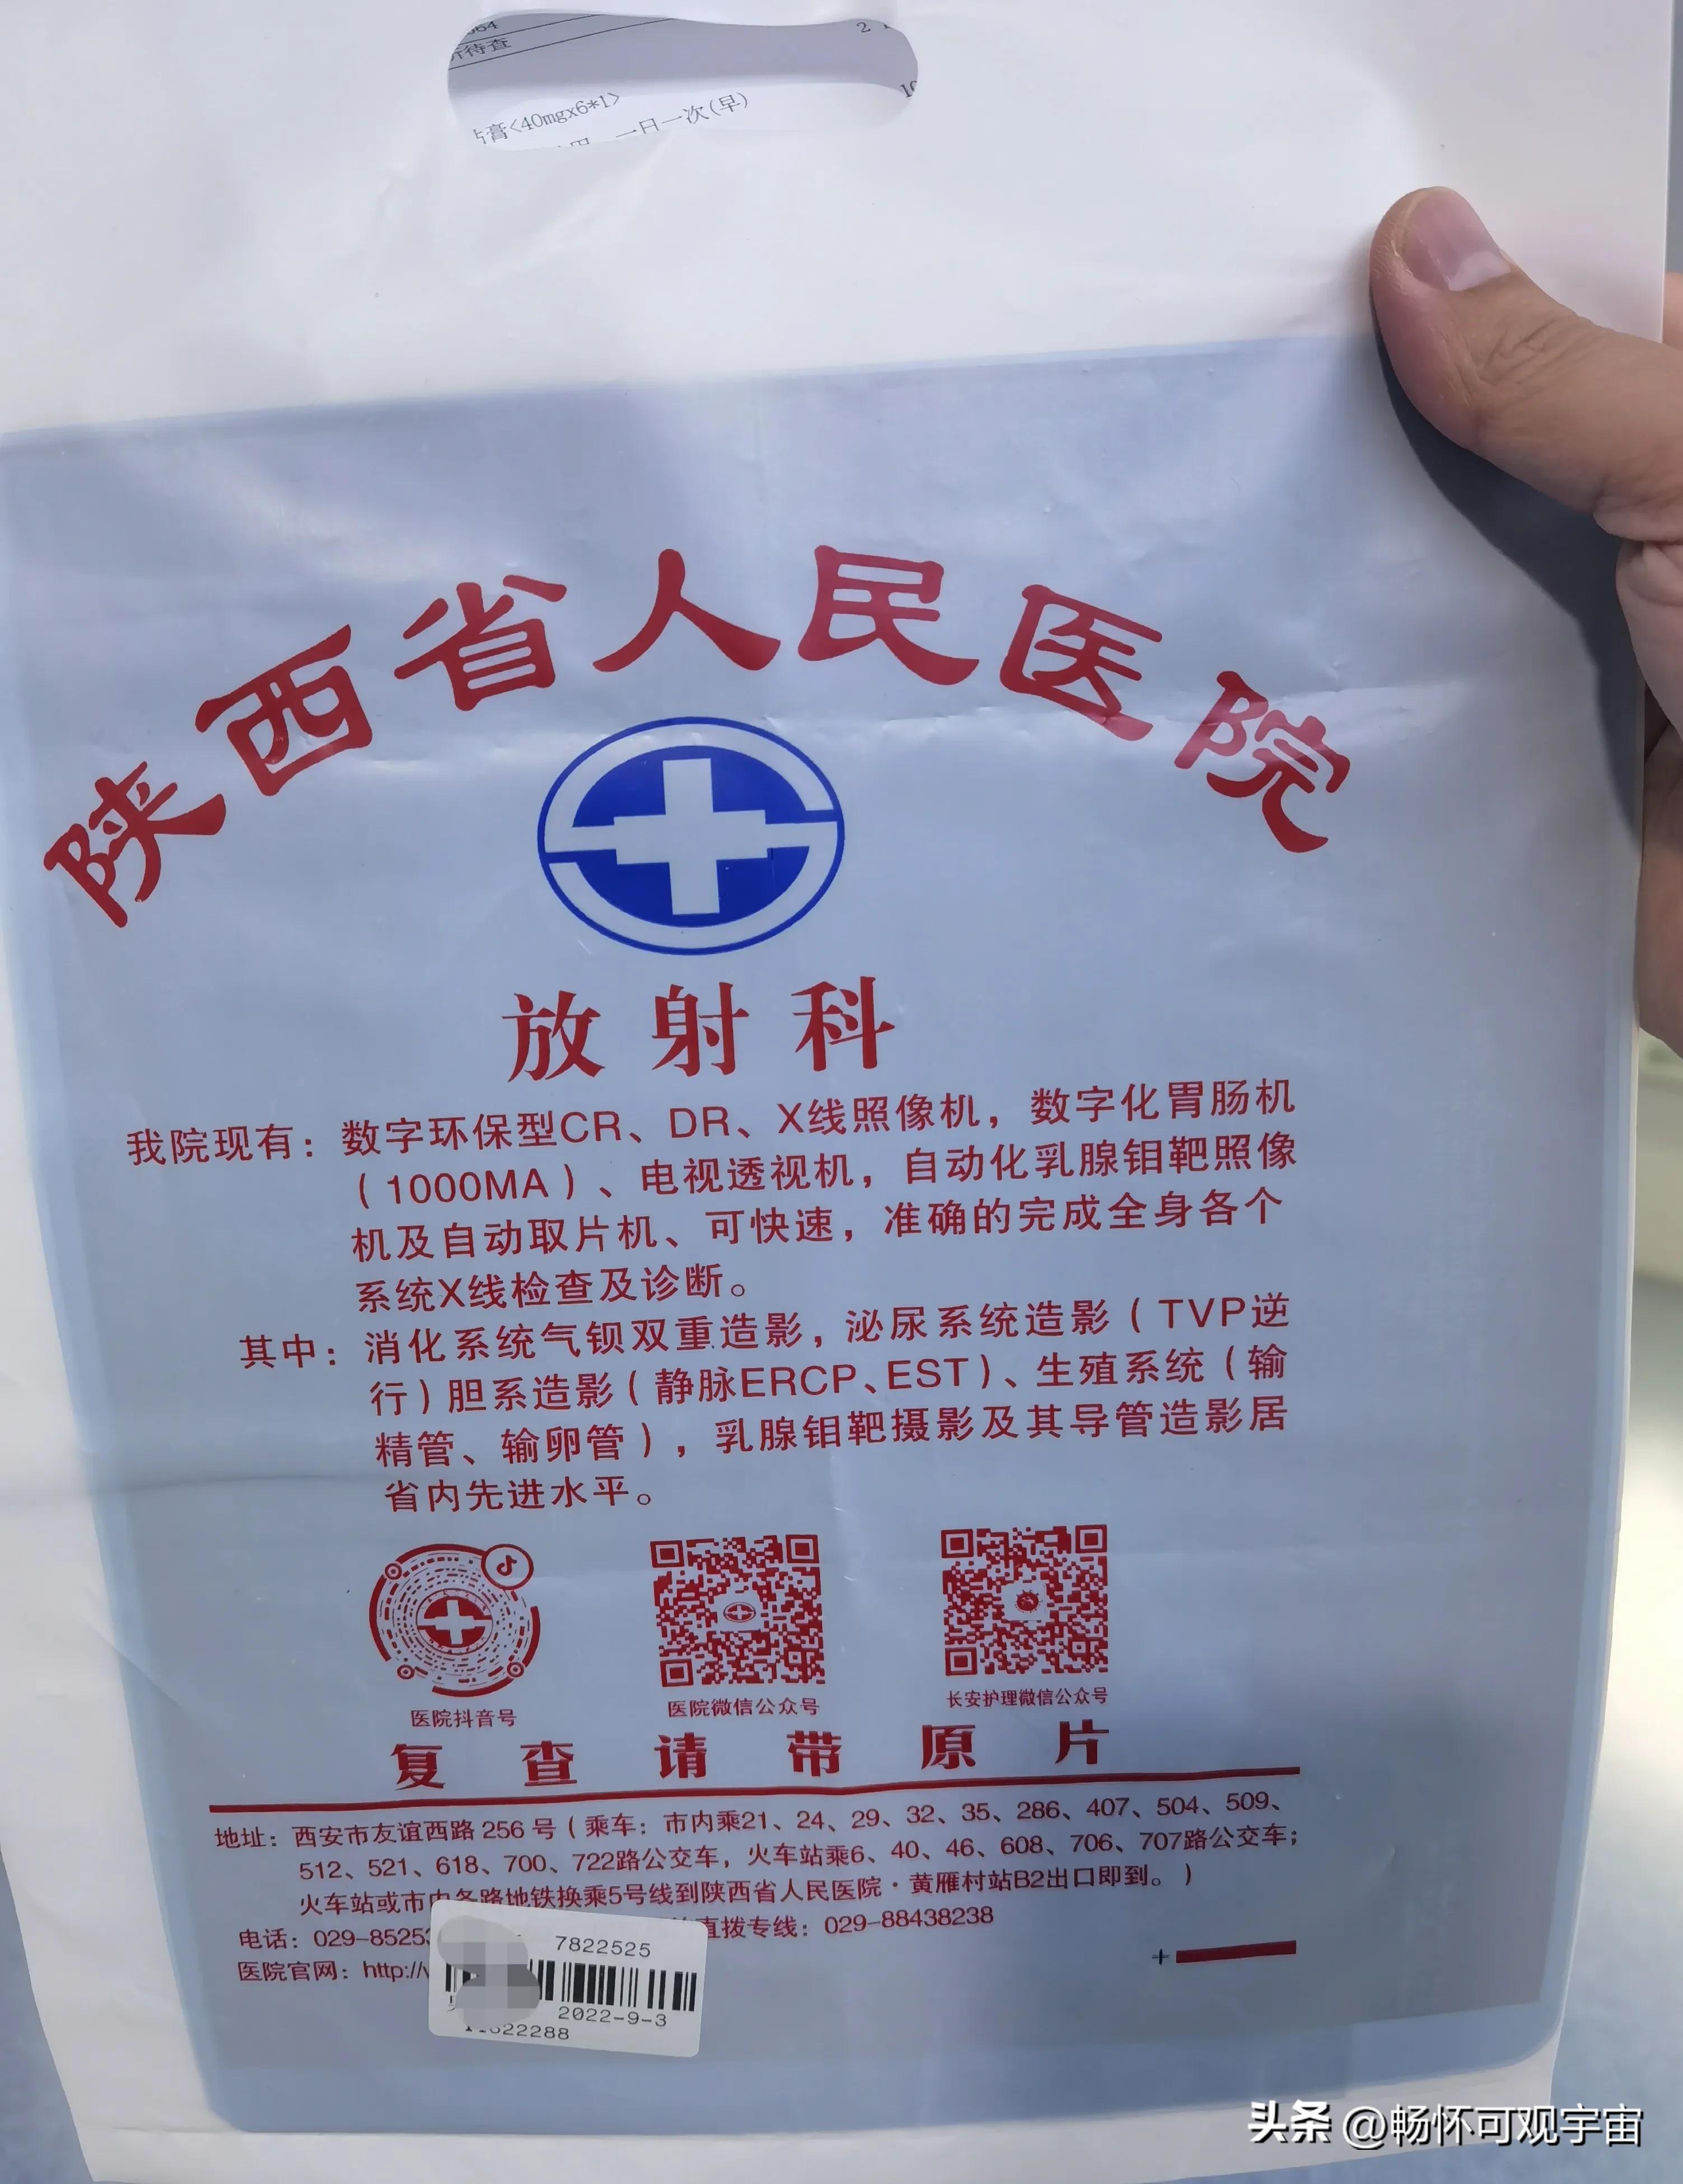 待查
2
膏<40mgx6*1>
一日一次(早)
陕西省人民医院
放射科
我院现有：数字环保型CR、DR、X线照像机，数字化胃肠机
（1000MA）、电视透视机，自动化乳腺钼靶照像
机及自动取片机、可快速，准确的完成全身各个
系统X线检查及诊断。
其中：消化系统气钡双重造影，泌尿系统造影（TVP逆
行）胆系造影（静脉ERCP、EST）、生殖系统（输
精管、输卵管），乳腺钼靶摄影及其导管造影居
省内先进水平。
医院抖音号
医院微信公众号
长安护理微信公众号
复查请带原片
地址：西安市友谊西路256号（乘车：市内乘21、24、29、32、35、286、407、504、509、
512、521、618、700、722路公交车，火车站乘6、40、46、608、706、707路公交车；
火车站或市内各路地铁换乘5号线到陕西省人民医院·黄雁村站B2出口即到。）
电话：029-8525 直拨专线：029-88438238
医院官网：http://
7822525
2022-9-3
22288
头条 @畅怀可观宇宙